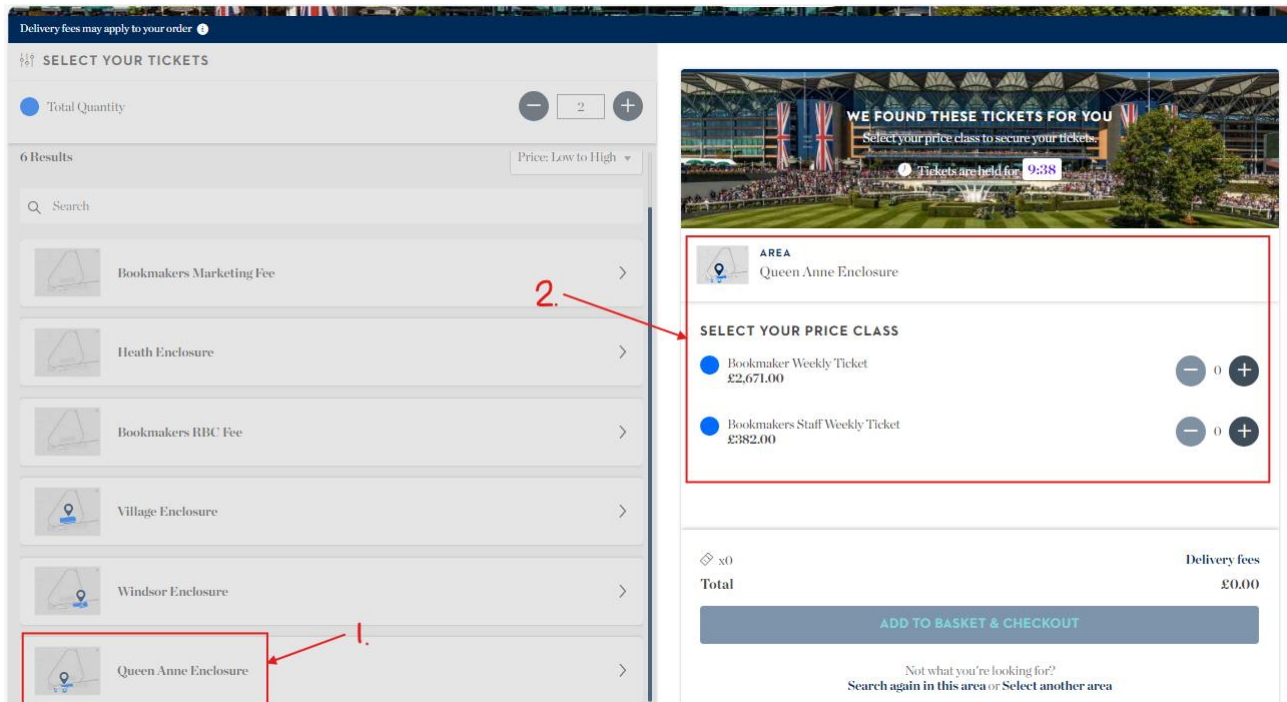 Delivery fees may apply to your order
SELECT YOUR TICKETS
Total Quantity
2
6 Results
Price: Low to High
Search
Bookmakers Marketing Fee
Heath Enclosure
Bookmakers RBC Fee
Village Enclosure
Windsor Enclosure
Queen Anne Enclosure
1.
2.
WE FOUND THESE TICKETS FOR YOU
Select your price class to secure your tickets.
Tickets are held for 9:38
AREA
Queen Anne Enclosure
SELECT YOUR PRICE CLASS
Bookmaker Weekly Ticket
£2,671.00
0
Bookmakers Staff Weekly Ticket
£382.00
0
x0
Delivery fees
Total
£0.00
ADD TO BASKET & CHECKOUT
Not what you're looking for?
Search again in this area or Select another area